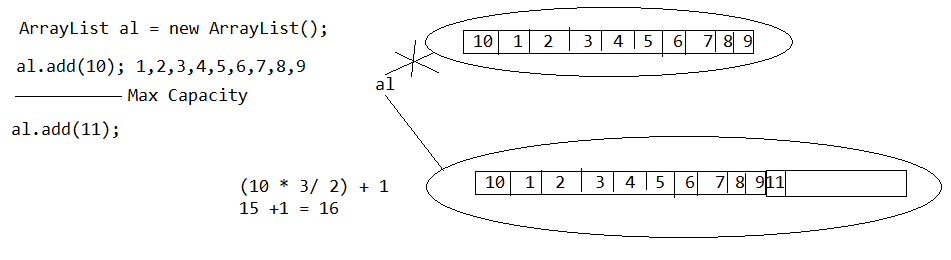 ArrayList al = new ArrayList();
10 1 2 3 4 5 6 7 8 9
al.add(10); 1,2,3,4,5,6,7,8,9
al
Max Capacity
al.add(11);
(10 * 3/ 2) + 1
10 1 2 3 4 5 6 7 8 9 11
15 +1 = 16